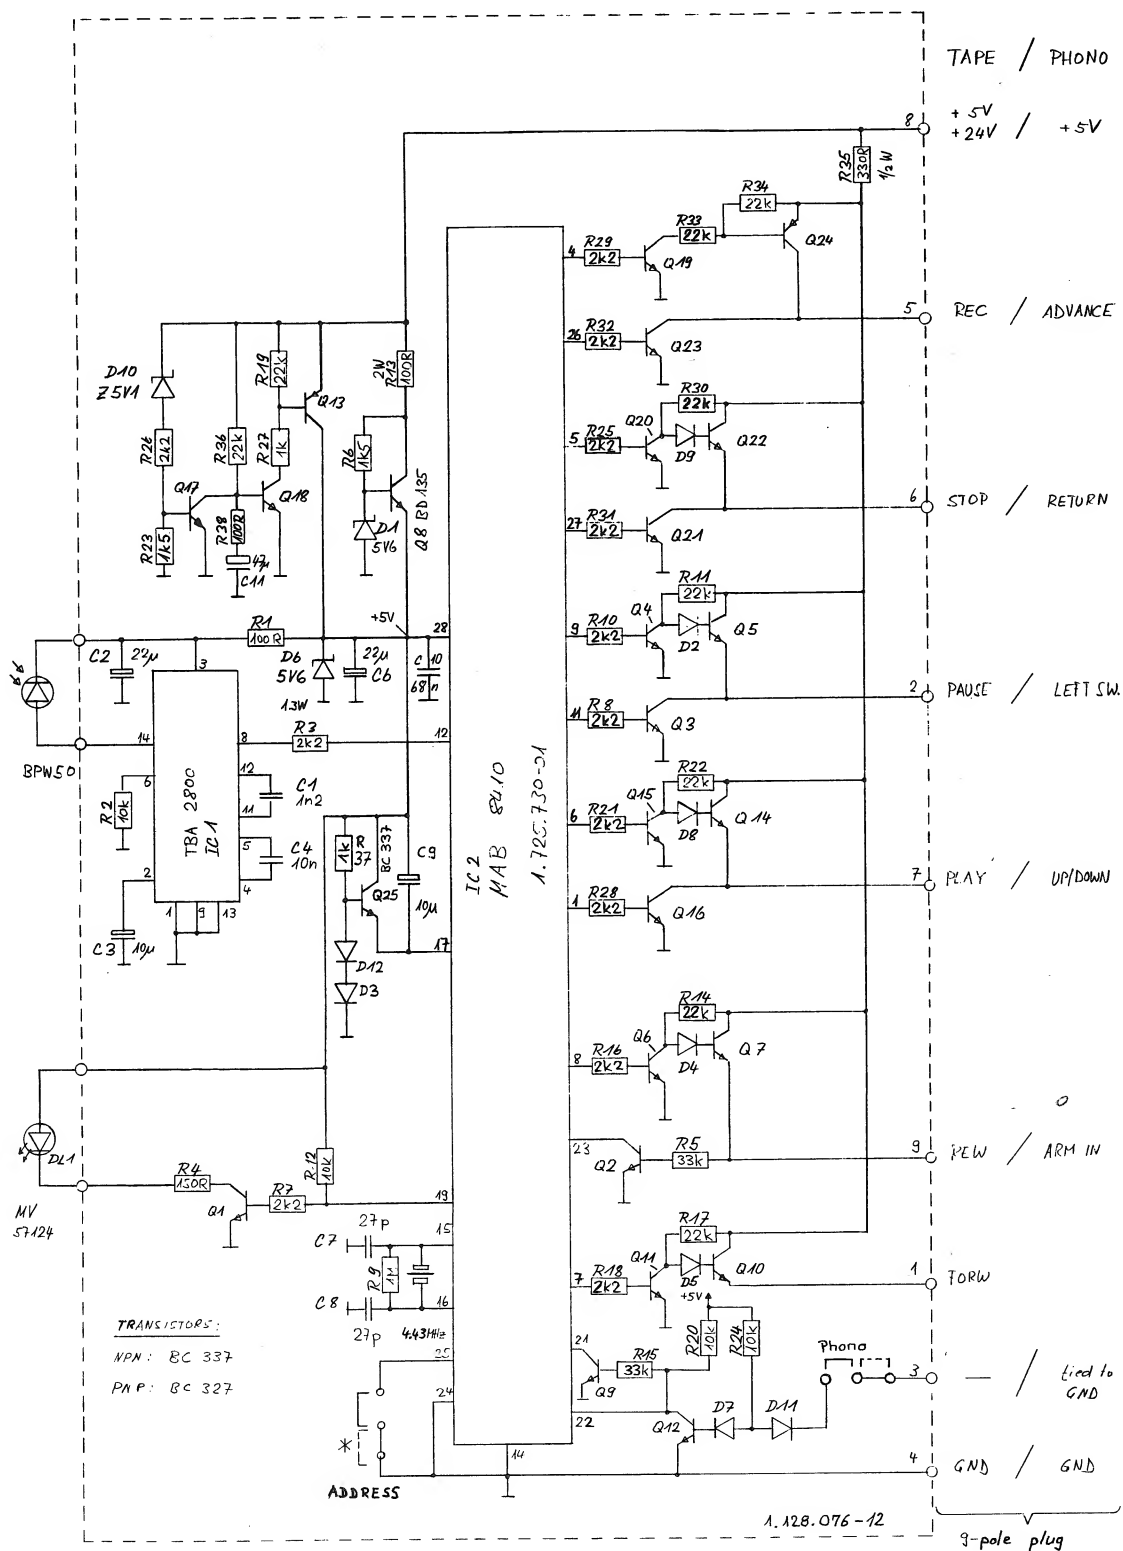 TAPE / PHONO
+5V
+24V / +5V
8
R35
330R
1/2W
R34
22k
R33
22k
Q24
R29
4
2k2
Q19
5
REC / ADVANCE
R32
26
2k2
Q23
D10
Z5V1
R19
22k
2W
R13
100R
Q13
R30
22k
Q20
R25
5
2k2
D9
Q22
R26
2k2
R36
22k
R27
1k
R6
1k5
Q17
Q18
Q8 BD135
6
STOP / RETURN
R31
27
2k2
Q21
R38
100R
D1
5V6
R23
1k5
47µ
C11
R11
22k
Q4
R10
9
2k2
D2
Q5
R1
100R
+5V
28
C2
22µ
3
D6
5V6
1.3W
22µ
C6
C10
68n
2
PAUSE / LEFT SW.
R8
11
2k2
Q3
BPW50
14
8
R3
2k2
12
6
R2
10k
TBA 2800
IC1
12
C1
1n2
11
5
C4
10n
4
2
1
9
13
C3
10µ
IC2
MAB 8410
1.725.730-01
R22
22k
Q15
R21
6
2k2
D8
Q14
R
37
1k
BC 337
C9
10µ
Q25
17
D12
D3
7
PLAY / UP/DOWN
R28
1
2k2
Q16
R14
22k
Q6
R16
8
2k2
D4
Q7
DL1
MV
57124
R4
150R
Q1
R7
2k2
R12
10k
19
23
Q2
R5
33k
9
REW / ARM IN
C7
27p
15
R9
1M
C8
27p
16
4.43MHz
R17
22k
Q11
R18
7
2k2
D5
Q10
+5V
1
FORW
TRANSISTORS:
NPN: BC 337
PNP: BC 327
25
24
21
R15
33k
Q9
R20
10k
R24
10k
Phono
3
— / tied to
GND
22
Q12
D7
D11
*
ADDRESS
14
4
GND / GND
1.128.076-12
9-pole plug